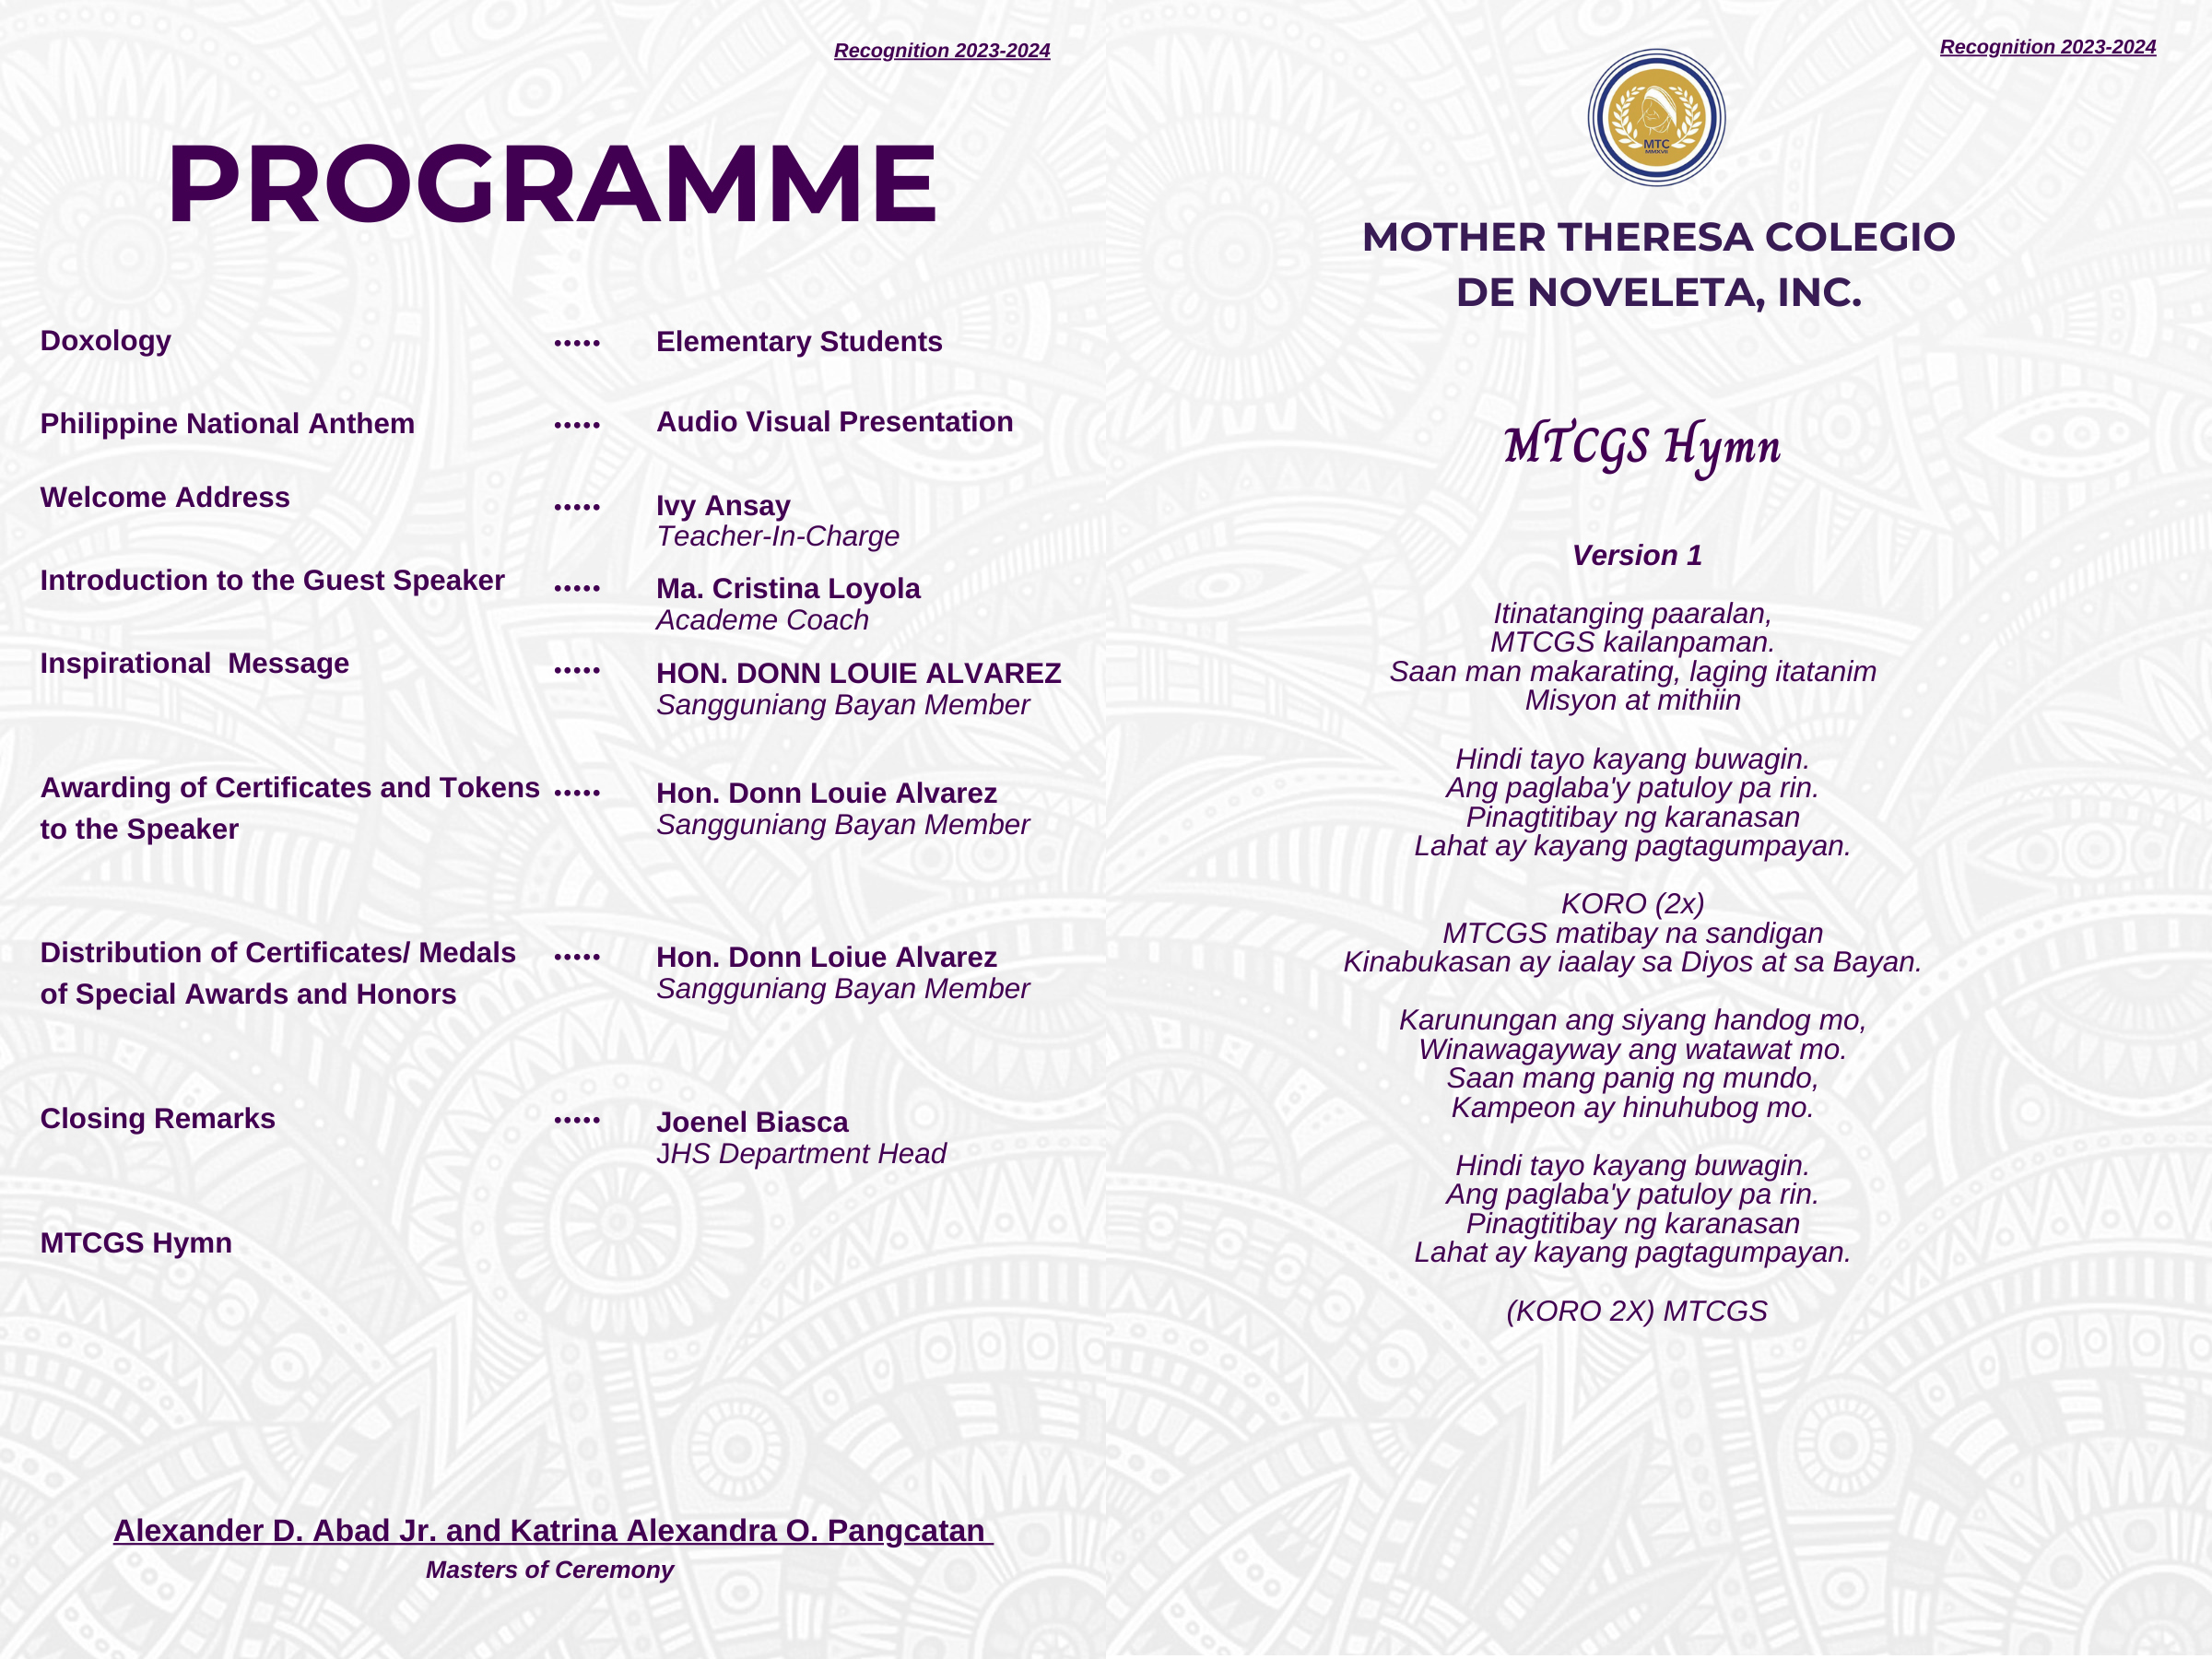 Recognition 2023-2024
PROGRAMME
Doxology ••••• Elementary Students
Philippine National Anthem ••••• Audio Visual Presentation
Welcome Address ••••• Ivy Ansay
Teacher-In-Charge
Introduction to the Guest Speaker ••••• Ma. Cristina Loyola
Academe Coach
Inspirational  Message ••••• HON. DONN LOUIE ALVAREZ
Sangguniang Bayan Member
Awarding of Certificates and Tokens ••••• Hon. Donn Louie Alvarez
to the Speaker Sangguniang Bayan Member
Distribution of Certificates/ Medals ••••• Hon. Donn Loiue Alvarez
of Special Awards and Honors Sangguniang Bayan Member
Closing Remarks ••••• Joenel Biasca
JHS Department Head
MTCGS Hymn
Alexander D. Abad Jr. and Katrina Alexandra O. Pangcatan
Masters of Ceremony
Recognition 2023-2024
MTC
MMXVII
MOTHER THERESA COLEGIO
DE NOVELETA, INC.
MTCGS Hymn
Version 1
Itinatanging paaralan,
MTCGS kailanpaman.
Saan man makarating, laging itatanim
Misyon at mithiin
Hindi tayo kayang buwagin.
Ang paglaba'y patuloy pa rin.
Pinagtitibay ng karanasan
Lahat ay kayang pagtagumpayan.
KORO (2x)
MTCGS matibay na sandigan
Kinabukasan ay iaalay sa Diyos at sa Bayan.
Karunungan ang siyang handog mo,
Winawagayway ang watawat mo.
Saan mang panig ng mundo,
Kampeon ay hinuhubog mo.
Hindi tayo kayang buwagin.
Ang paglaba'y patuloy pa rin.
Pinagtitibay ng karanasan
Lahat ay kayang pagtagumpayan.
(KORO 2X) MTCGS